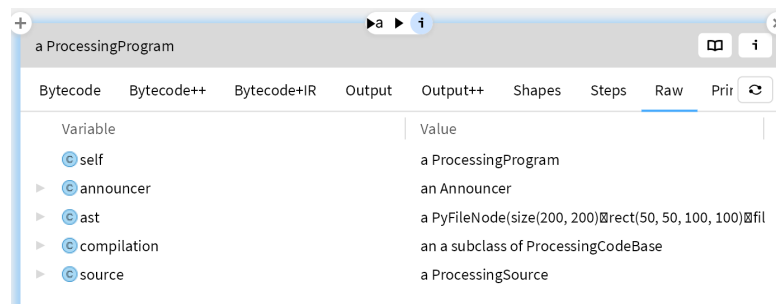 a
i
a ProcessingProgram
i
Bytecode Bytecode++ Bytecode+IR Output Output++ Shapes Steps Raw Prir
Variable Value
C self a ProcessingProgram
C announcer an Announcer
C ast a PyFileNode(size(200, 200)rect(50, 50, 100, 100)fil
C compilation an a subclass of ProcessingCodeBase
C source a ProcessingSource